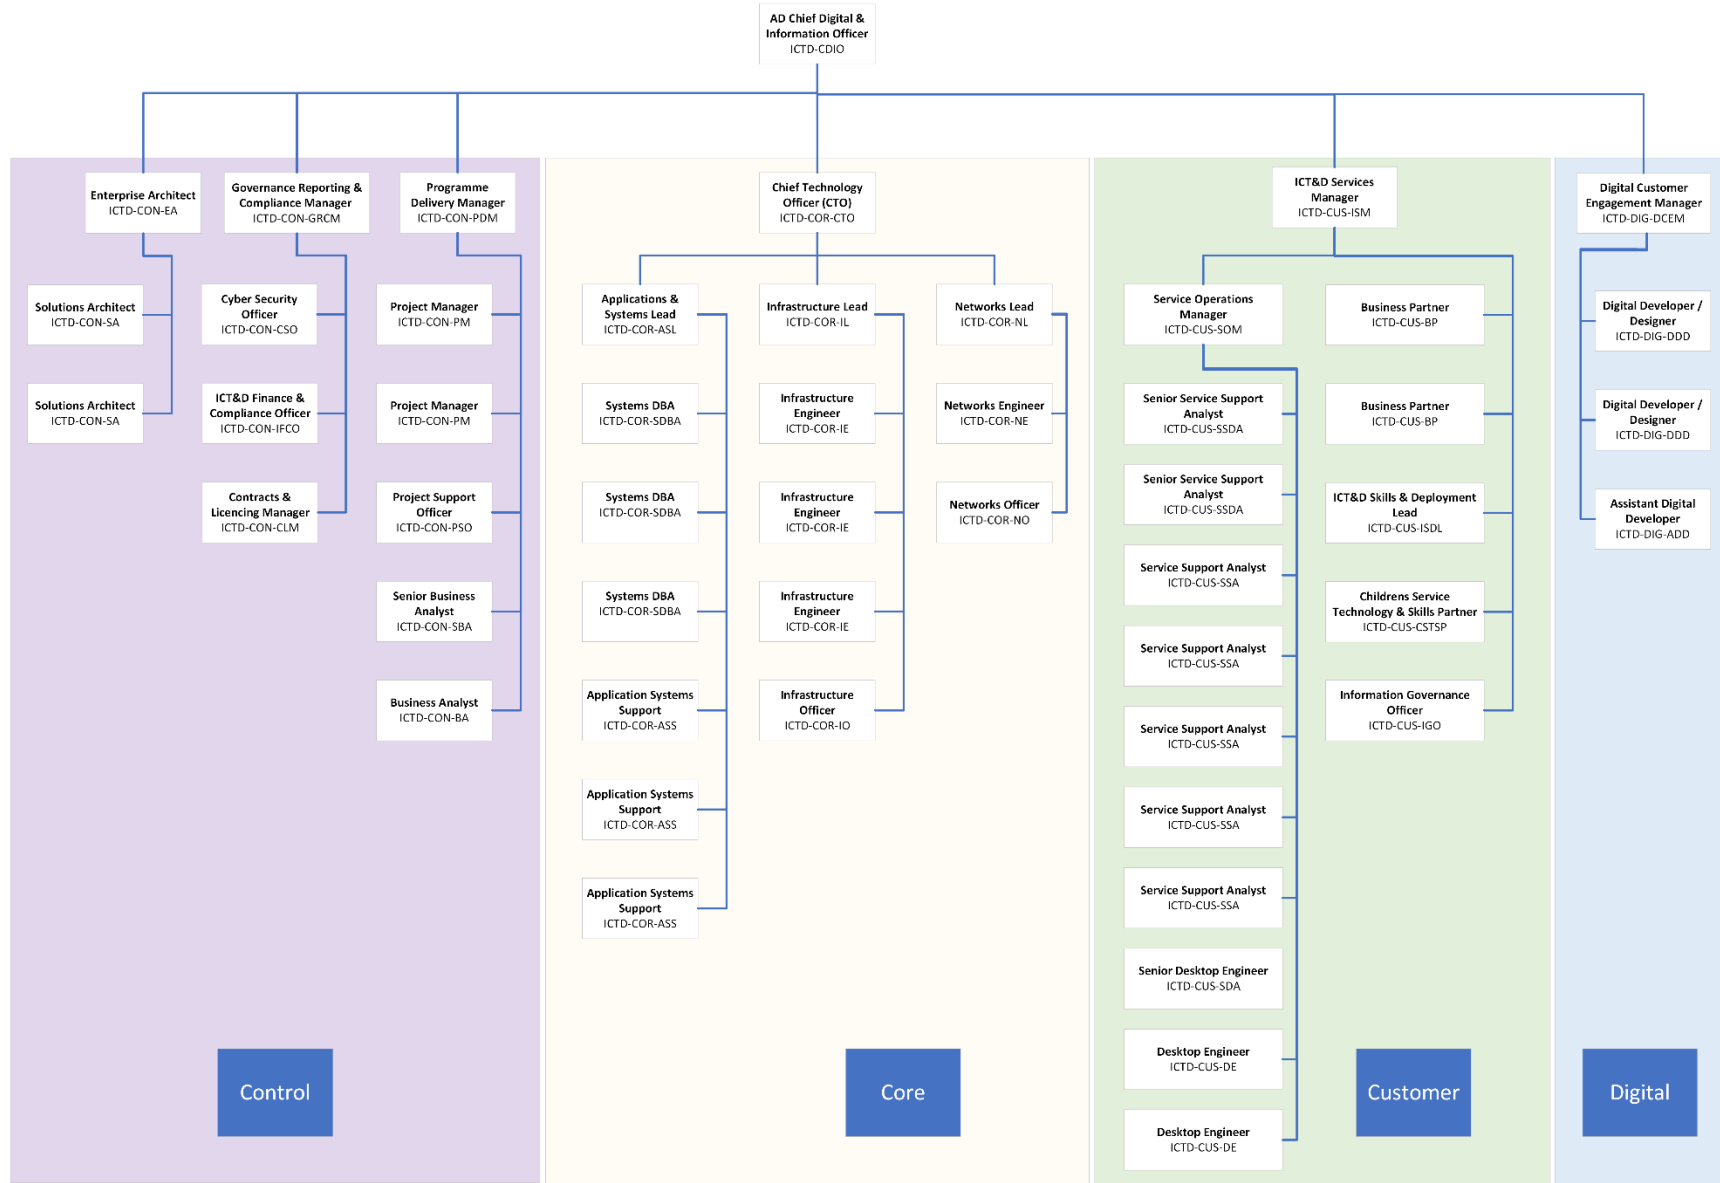 AD Chief Digital &
Information Officer
ICTD-CDIO
Enterprise Architect
ICTD-CON-EA
Governance Reporting &
Compliance Manager
ICTD-CON-GRCM
Programme
Delivery Manager
ICTD-CON-PDM
Chief Technology
Officer (CTO)
ICTD-COR-CTO
ICT&D Services
Manager
ICTD-CUS-ISM
Digital Customer
Engagement Manager
ICTD-DIG-DCEM
Solutions Architect
ICTD-CON-SA
Solutions Architect
ICTD-CON-SA
Cyber Security
Officer
ICTD-CON-CSO
ICT&D Finance &
Compliance Officer
ICTD-CON-IFCO
Contracts &
Licencing Manager
ICTD-CON-CLM
Project Manager
ICTD-CON-PM
Project Manager
ICTD-CON-PM
Project Support
Officer
ICTD-CON-PSO
Senior Business
Analyst
ICTD-CON-SBA
Business Analyst
ICTD-CON-BA
Applications &
Systems Lead
ICTD-COR-ASL
Systems DBA
ICTD-COR-SDBA
Systems DBA
ICTD-COR-SDBA
Systems DBA
ICTD-COR-SDBA
Application Systems
Support
ICTD-COR-ASS
Application Systems
Support
ICTD-COR-ASS
Application Systems
Support
ICTD-COR-ASS
Infrastructure Lead
ICTD-COR-IL
Infrastructure
Engineer
ICTD-COR-IE
Infrastructure
Engineer
ICTD-COR-IE
Infrastructure
Engineer
ICTD-COR-IE
Infrastructure
Officer
ICTD-COR-IO
Networks Lead
ICTD-COR-NL
Networks Engineer
ICTD-COR-NE
Networks Officer
ICTD-COR-NO
Service Operations
Manager
ICTD-CUS-SOM
Senior Service Support
Analyst
ICTD-CUS-SSDA
Senior Service Support
Analyst
ICTD-CUS-SSDA
Service Support Analyst
ICTD-CUS-SSA
Service Support Analyst
ICTD-CUS-SSA
Service Support Analyst
ICTD-CUS-SSA
Service Support Analyst
ICTD-CUS-SSA
Service Support Analyst
ICTD-CUS-SSA
Senior Desktop Engineer
ICTD-CUS-SDA
Desktop Engineer
ICTD-CUS-DE
Desktop Engineer
ICTD-CUS-DE
Business Partner
ICTD-CUS-BP
Business Partner
ICTD-CUS-BP
ICT&D Skills & Deployment
Lead
ICTD-CUS-ISDL
Childrens Service
Technology & Skills Partner
ICTD-CUS-CSTSP
Information Governance
Officer
ICTD-CUS-IGO
Digital Developer /
Designer
ICTD-DIG-DDD
Digital Developer /
Designer
ICTD-DIG-DDD
Assistant Digital
Developer
ICTD-DIG-ADD
Control
Core
Customer
Digital